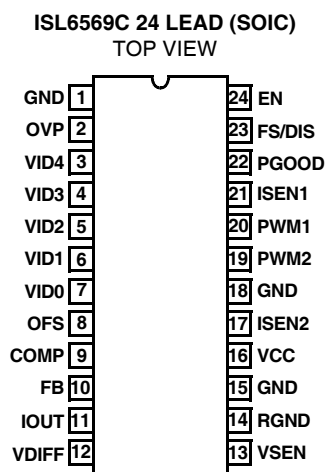 ISL6569C 24 LEAD (SOIC)
TOP VIEW
GND 1 24 EN
OVP 2 23 FS/DIS
VID4 3 22 PGOOD
VID3 4 21 ISEN1
VID2 5 20 PWM1
VID1 6 19 PWM2
VID0 7 18 GND
OFS 8 17 ISEN2
COMP 9 16 VCC
FB 10 15 GND
IOUT 11 14 RGND
VDIFF 12 13 VSEN